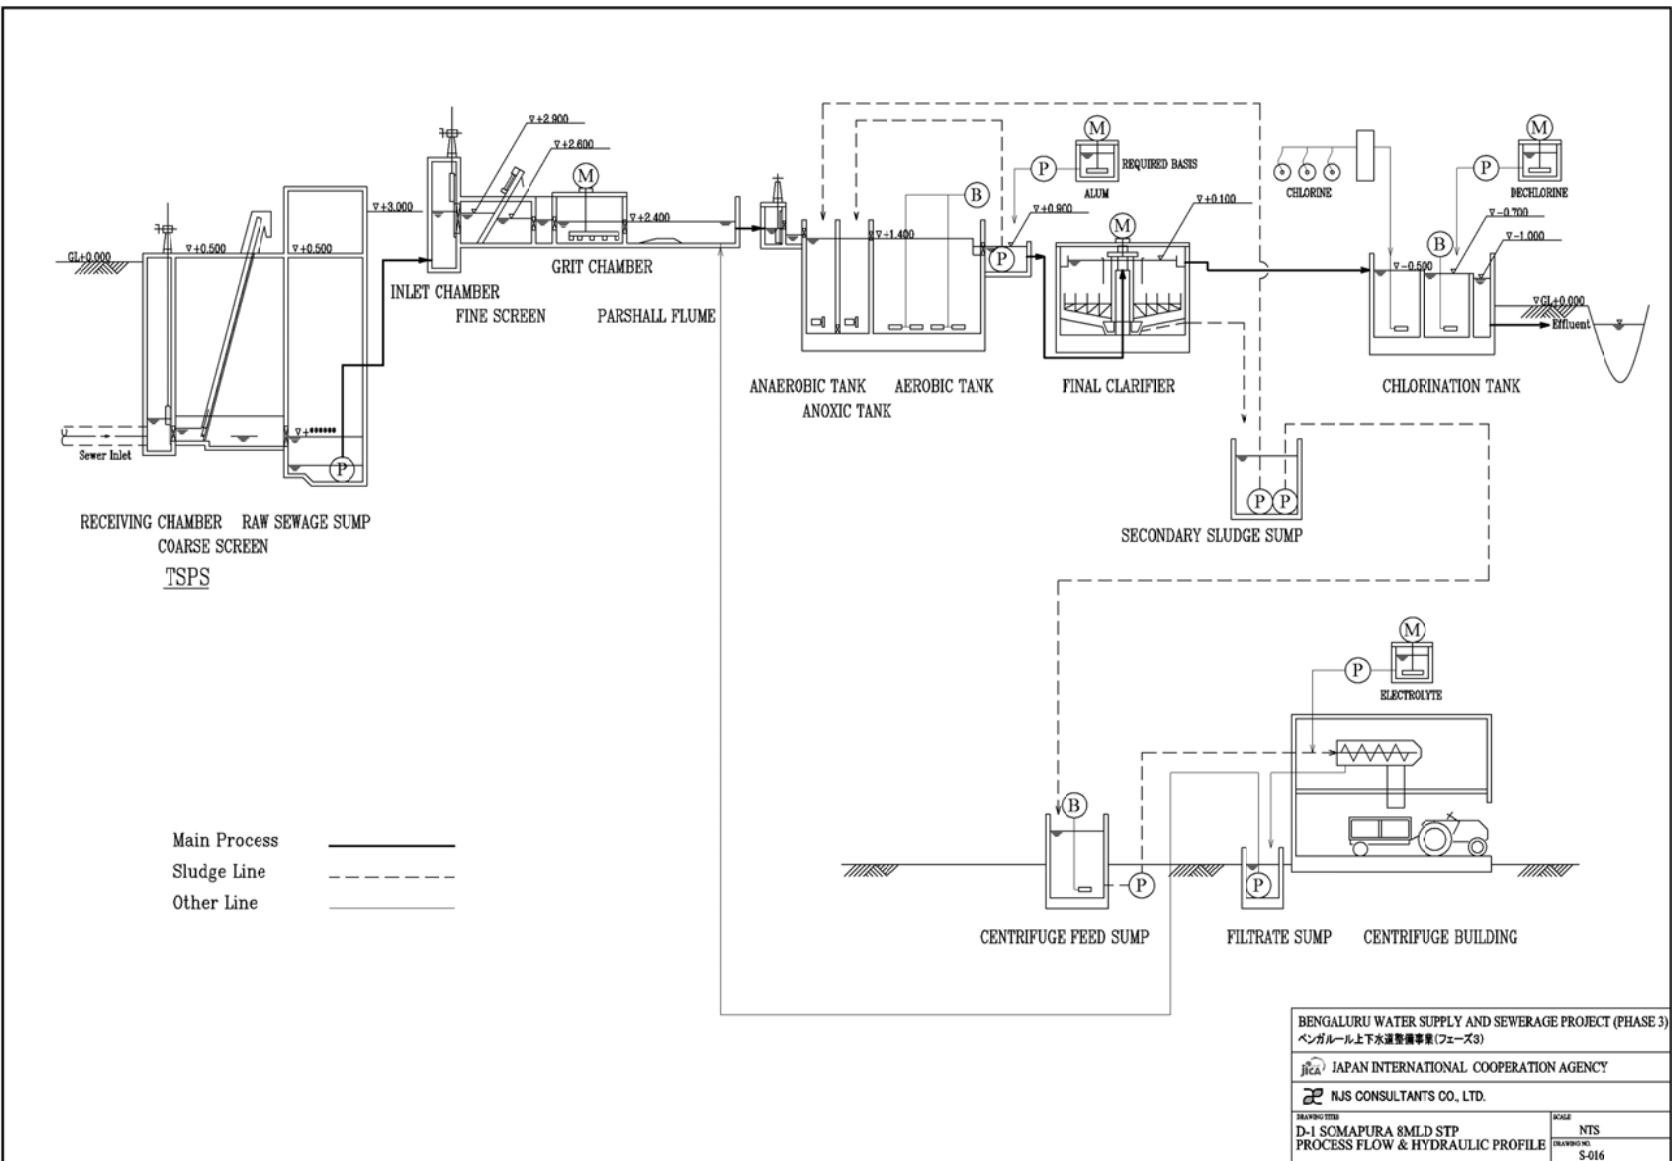 ▽+2.900
▽+2.600
M
▽+3.000
▽+2.400
GL±0.000
▽+0.500
▽+0.500
GRIT CHAMBER
INLET CHAMBER
FINE SCREEN
PARSHALL FLUME
P
Sewer Inlet
RECEIVING CHAMBER
RAW SEWAGE SUMP
COARSE SCREEN
TSPS
B
▽+1.400
▽+0.900
P
P
M
REQUIRED BASIS
ALUM
M
▽+0.100
CHLORINE
P
M
DECHLORINE
▽-0.700
▽-1.000
B
▽-0.500
▽GL±0.000
Effluent
ANAEROBIC TANK
AEROBIC TANK
ANOXIC TANK
FINAL CLARIFIER
CHLORINATION TANK
P
P
SECONDARY SLUDGE SUMP
M
P
ELECTROLYTE
B
P
P
CENTRIFUGE FEED SUMP
FILTRATE SUMP
CENTRIFUGE BUILDING
Main Process
Sludge Line
Other Line
BENGALURU WATER SUPPLY AND SEWERAGE PROJECT (PHASE 3)
ベンガルール上下水道整備事業(フェーズ3)
jica JAPAN INTERNATIONAL COOPERATION AGENCY
NJS CONSULTANTS CO., LTD.
DRAWING TITLE
D-1 SOMAPURA 8MLD STP
PROCESS FLOW & HYDRAULIC PROFILE
SCALE
NTS
DRAWING NO.
S-016